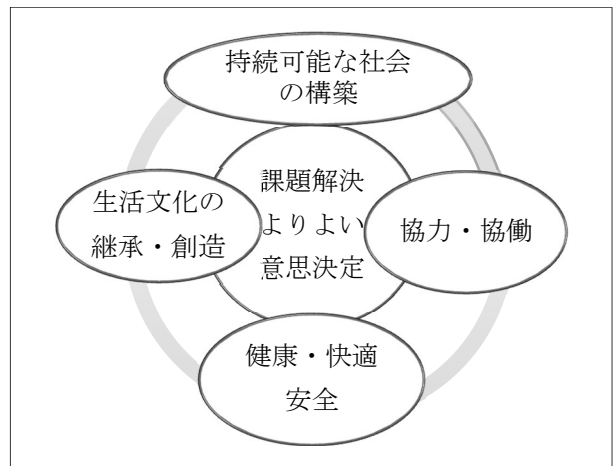 持続可能な社会
の構築
生活文化の
継承・創造
課題解決
よりよい
意思決定
協力・協働
健康・快適
安全